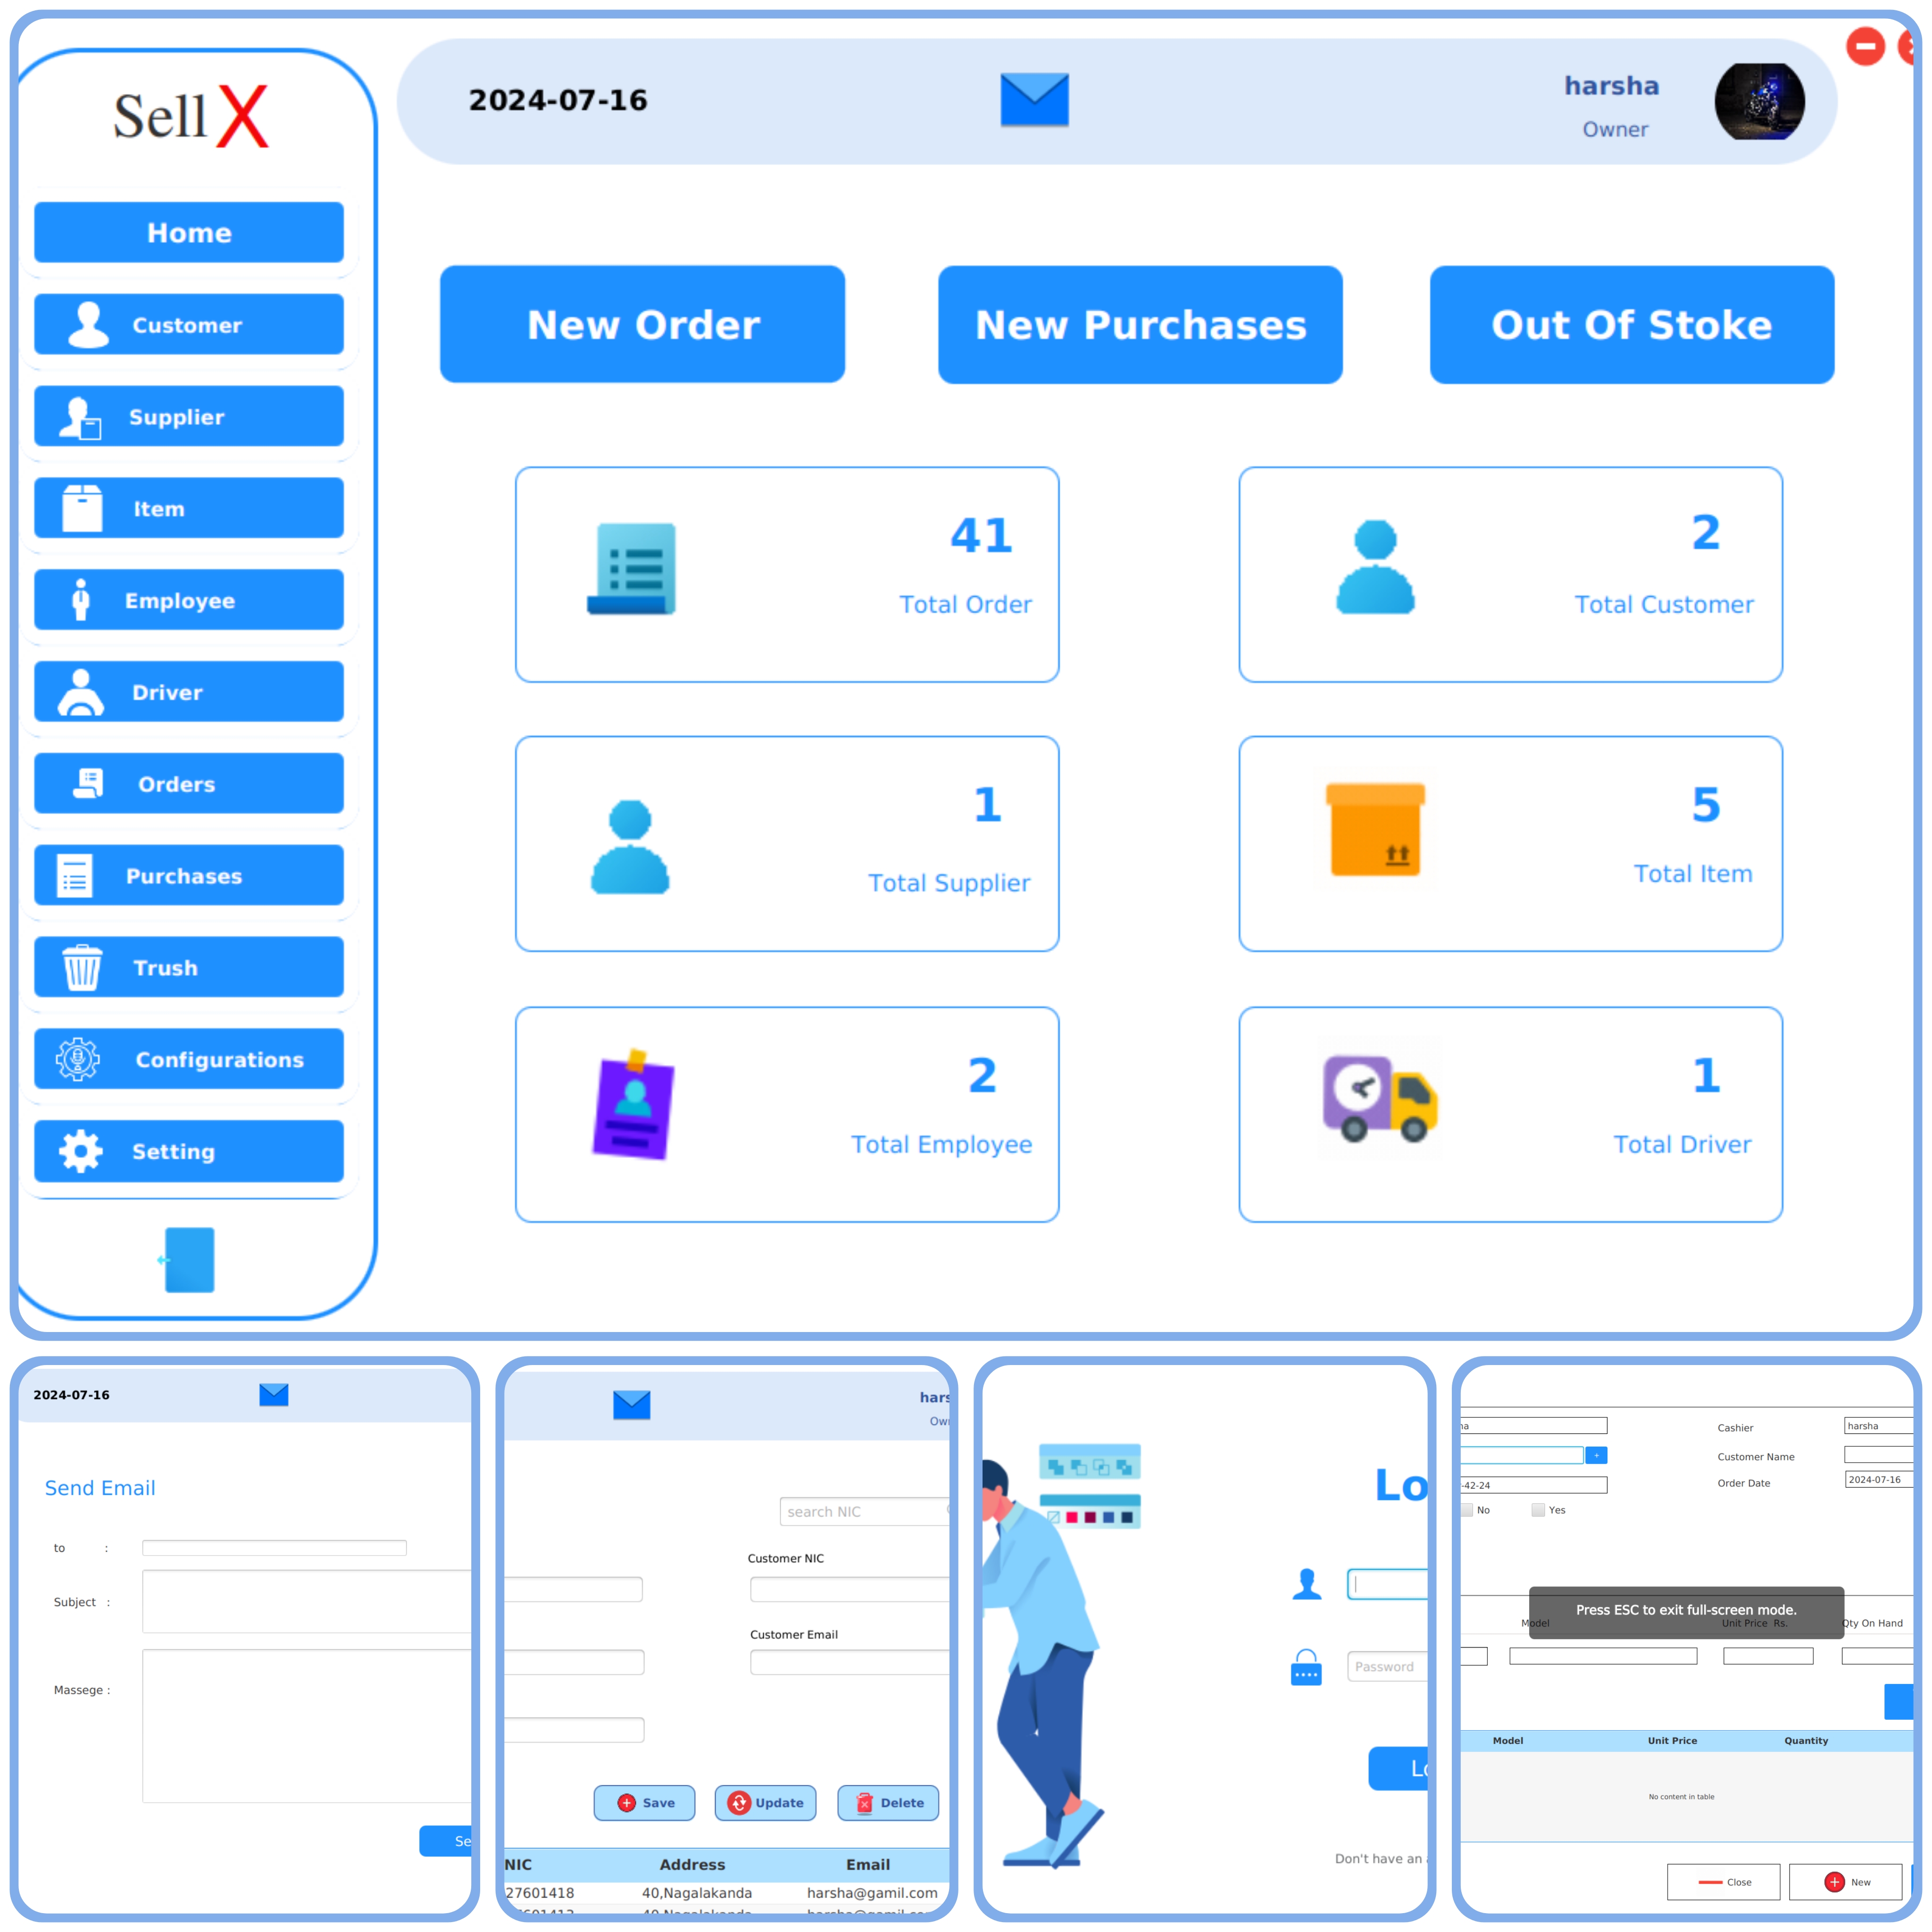 Sell X
2024-07-16
harsha
Owner
Home
Customer
Supplier
Item
Employee
Driver
Orders
Purchases
Trush
Configurations
Setting
New Order
New Purchases
Out Of Stoke
41
Total Order
2
Total Customer
1
Total Supplier
5
Total Item
2
Total Employee
1
Total Driver
2024-07-16
Send Email
to :
Subject :
Massege :
Se
hars
Own
search NIC
Customer NIC
Customer Email
Save
Update
Delete
NIC Address Email
27601418 40,Nagalakanda harsha@gamil.com
Lo
Password
Lo
Don't have an
Cashier harsha
Customer Name
+
-42-24
Order Date 2024-07-16
No Yes
Press ESC to exit full-screen mode.
Model Unit Price Rs. Qty On Hand
Model Unit Price Quantity
No content in table
Close
New